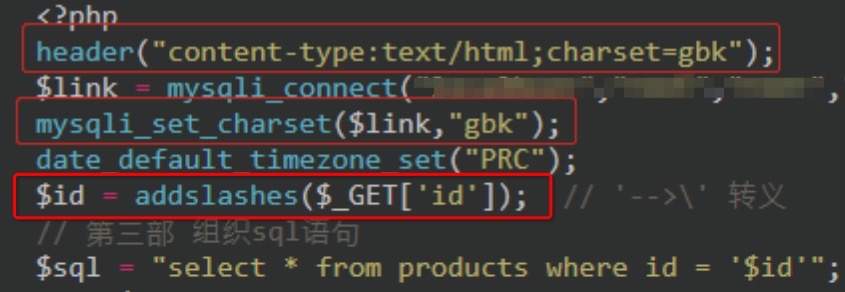 <?php
header("content-type:text/html;charset=gbk");
$link = mysqli_connect("","","",
mysqli_set_charset($link,"gbk");
date_default_timezone_set("PRC");
$id = addslashes($_GET['id']); // '-->\' 转义
// 第三部 组织sql语句
$sql = "select * from products where id = '$id'";